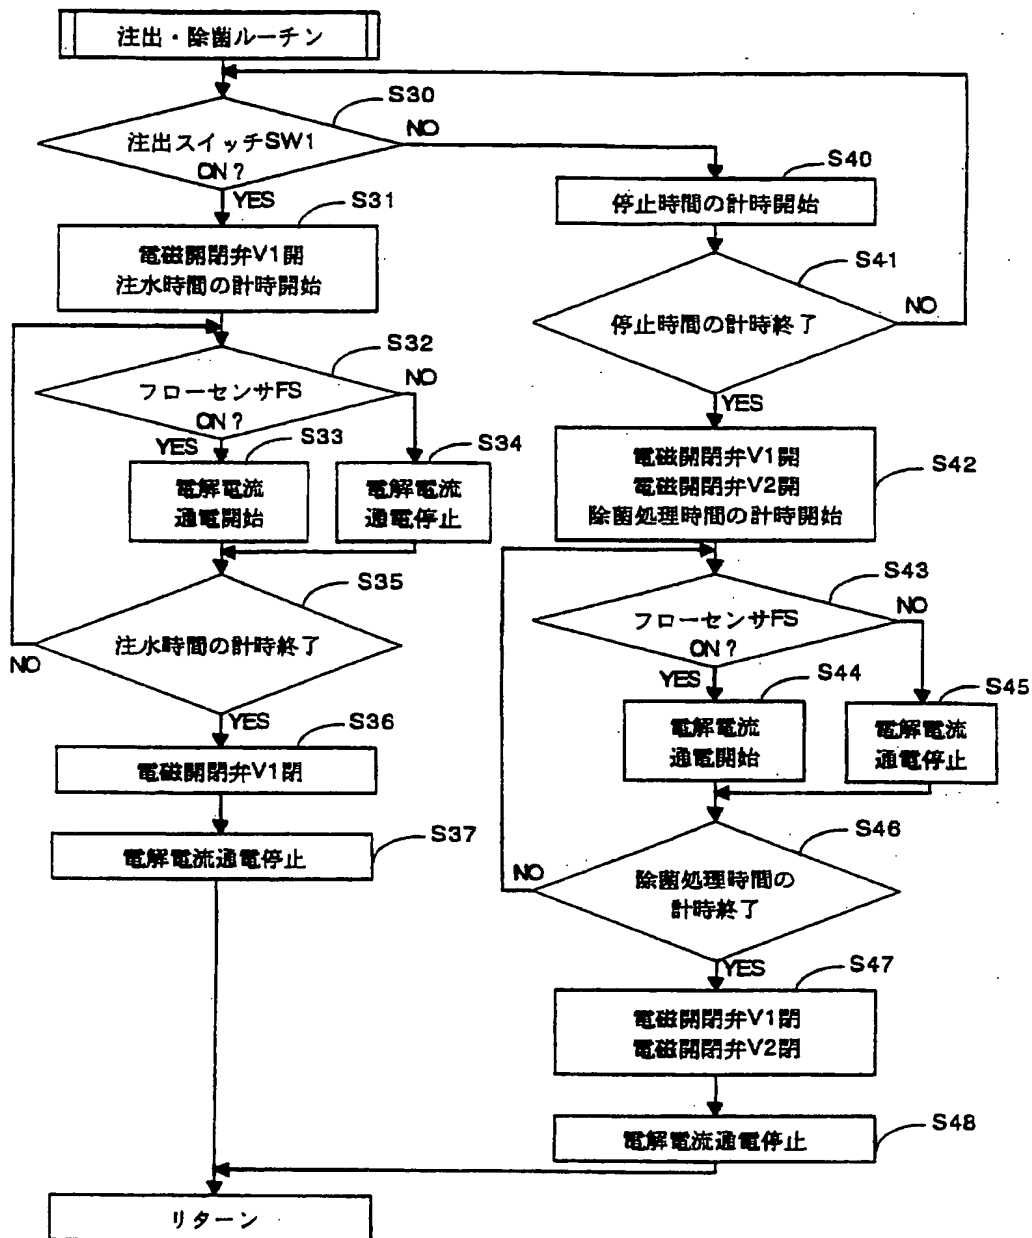 注出・除菌ルーチン
S30
注出スイッチSW1
ON?
NO
YES
S31
電磁開閉弁V1開
注水時間の計時開始
S32
フローセンサFS
ON?
NO
YES
S33
電解電流
通電開始
S34
電解電流
通電停止
S35
注水時間の計時終了
NO
YES
S36
電磁開閉弁V1閉
S37
電解電流通電停止
S40
停止時間の計時開始
S41
停止時間の計時終了
NO
YES
S42
電磁開閉弁V1開
電磁開閉弁V2開
除菌処理時間の計時開始
S43
フローセンサFS
ON?
NO
YES
S44
電解電流
通電開始
S45
電解電流
通電停止
S46
除菌処理時間の
計時終了
NO
YES
S47
電磁開閉弁V1閉
電磁開閉弁V2閉
S48
電解電流通電停止
リターン